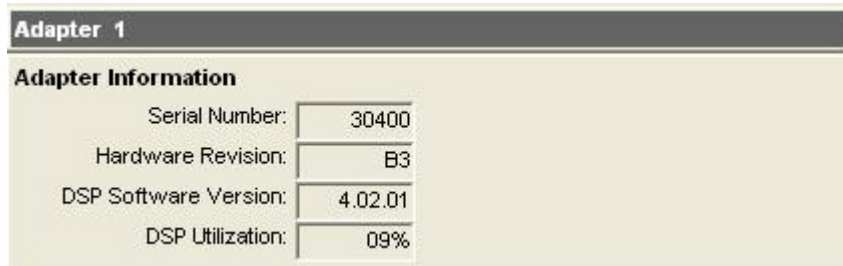 Adapter 1
Adapter Information
Serial Number: 30400
Hardware Revision: B3
DSP Software Version: 4.02.01
DSP Utilization: 09%